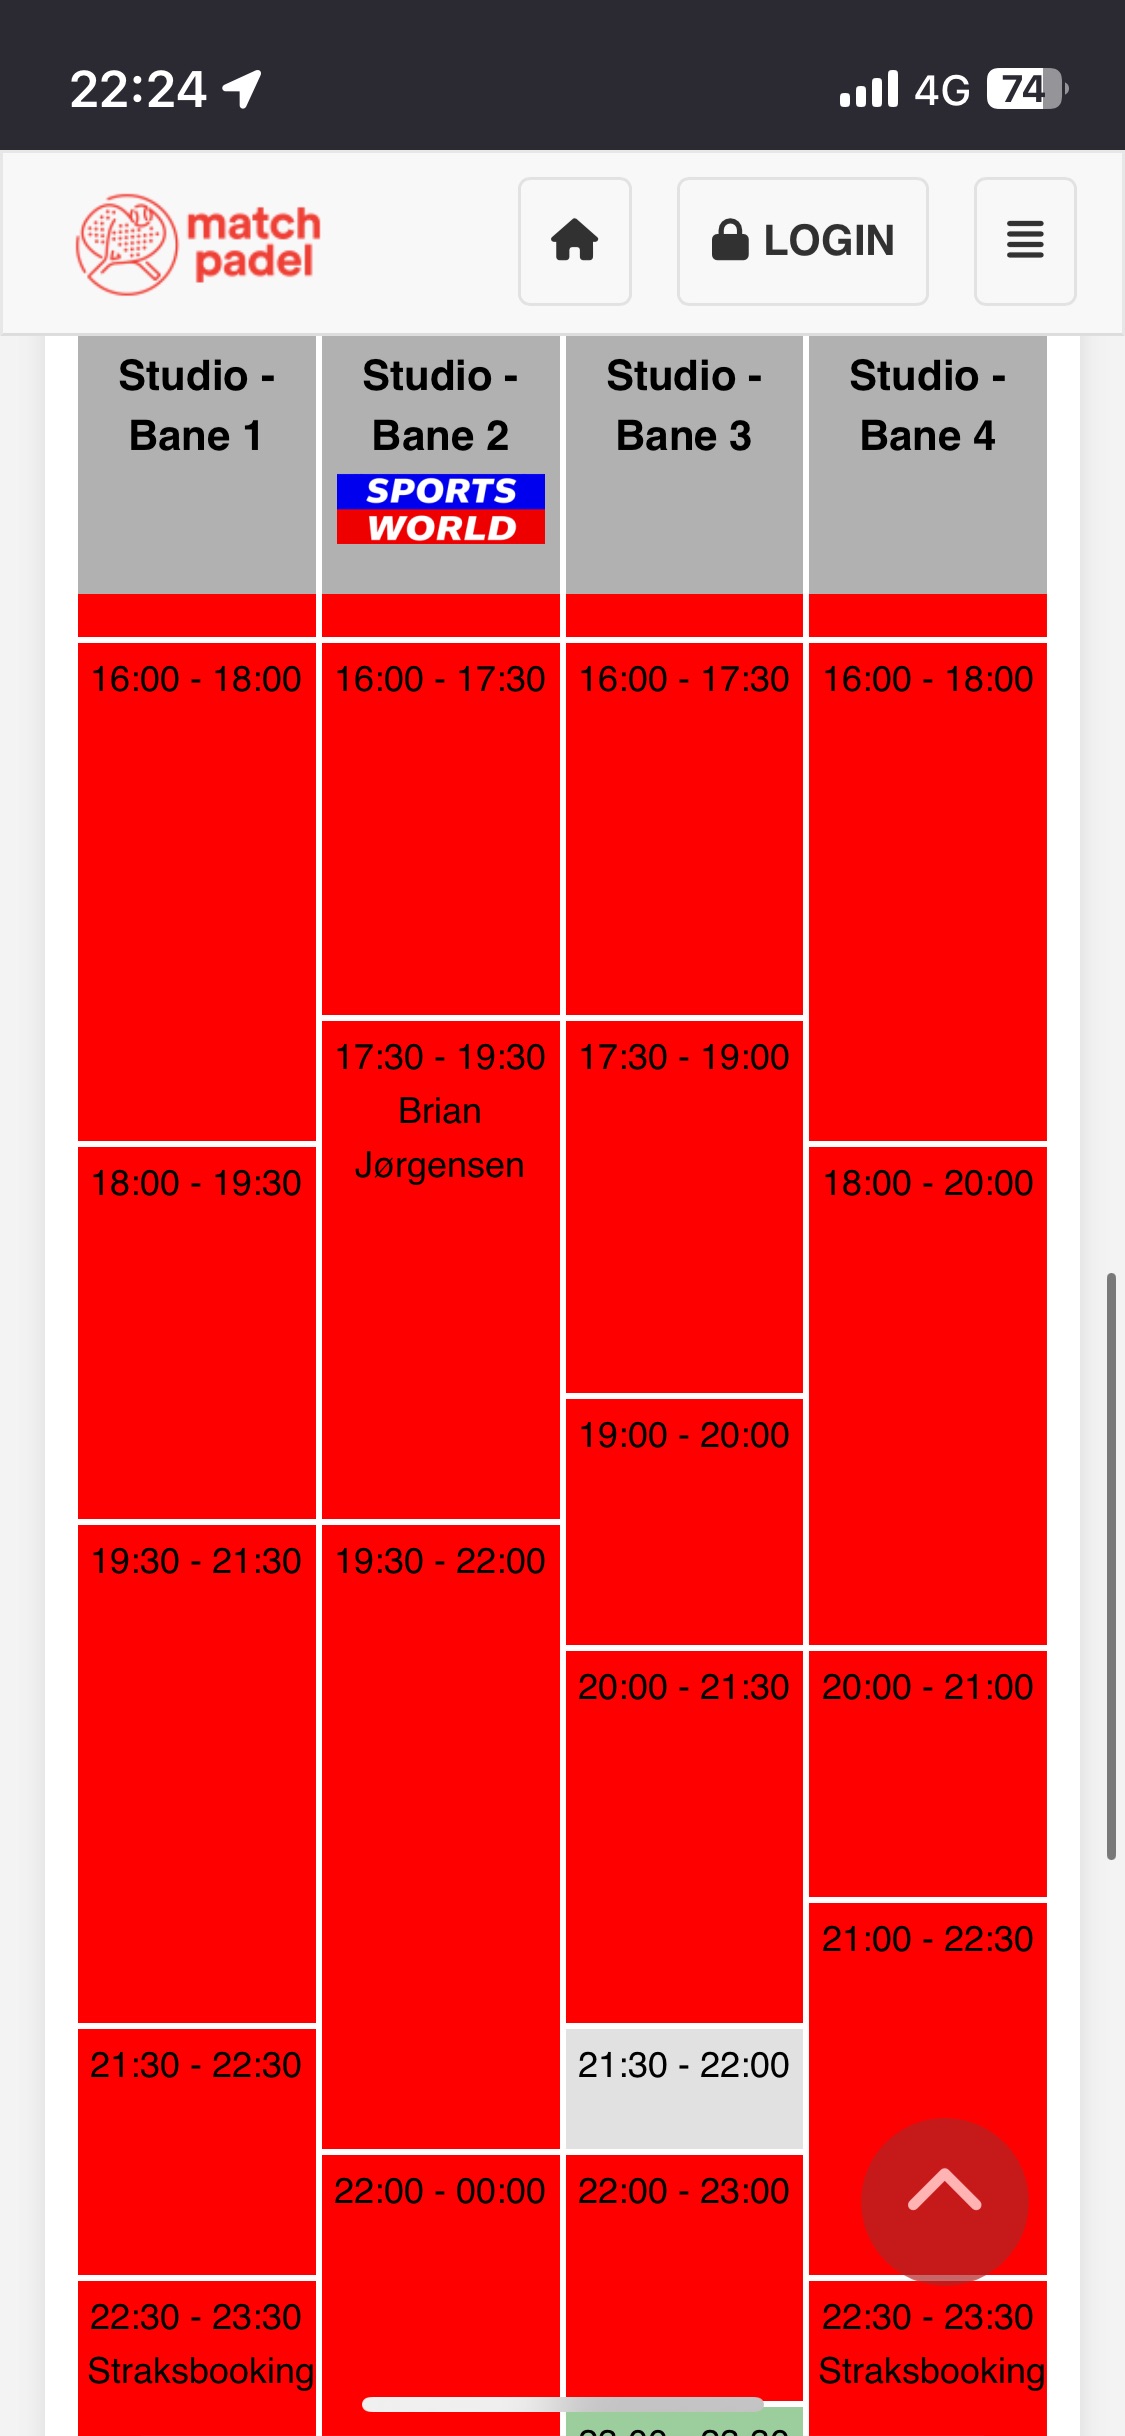 22:24
4G
74
match
padel
LOGIN
Studio -
Bane 1
Studio -
Bane 2
SPORTS
WORLD
Studio -
Bane 3
Studio -
Bane 4
16:00 - 18:00
16:00 - 17:30
16:00 - 17:30
16:00 - 18:00
17:30 - 19:30
Brian
Jørgensen
17:30 - 19:00
18:00 - 19:30
18:00 - 20:00
19:00 - 20:00
19:30 - 21:30
19:30 - 22:00
20:00 - 21:30
20:00 - 21:00
21:00 - 22:30
21:30 - 22:30
21:30 - 22:00
22:00 - 00:00
22:00 - 23:00
22:30 - 23:30
Straksbooking
22:30 - 23:30
Straksbooking